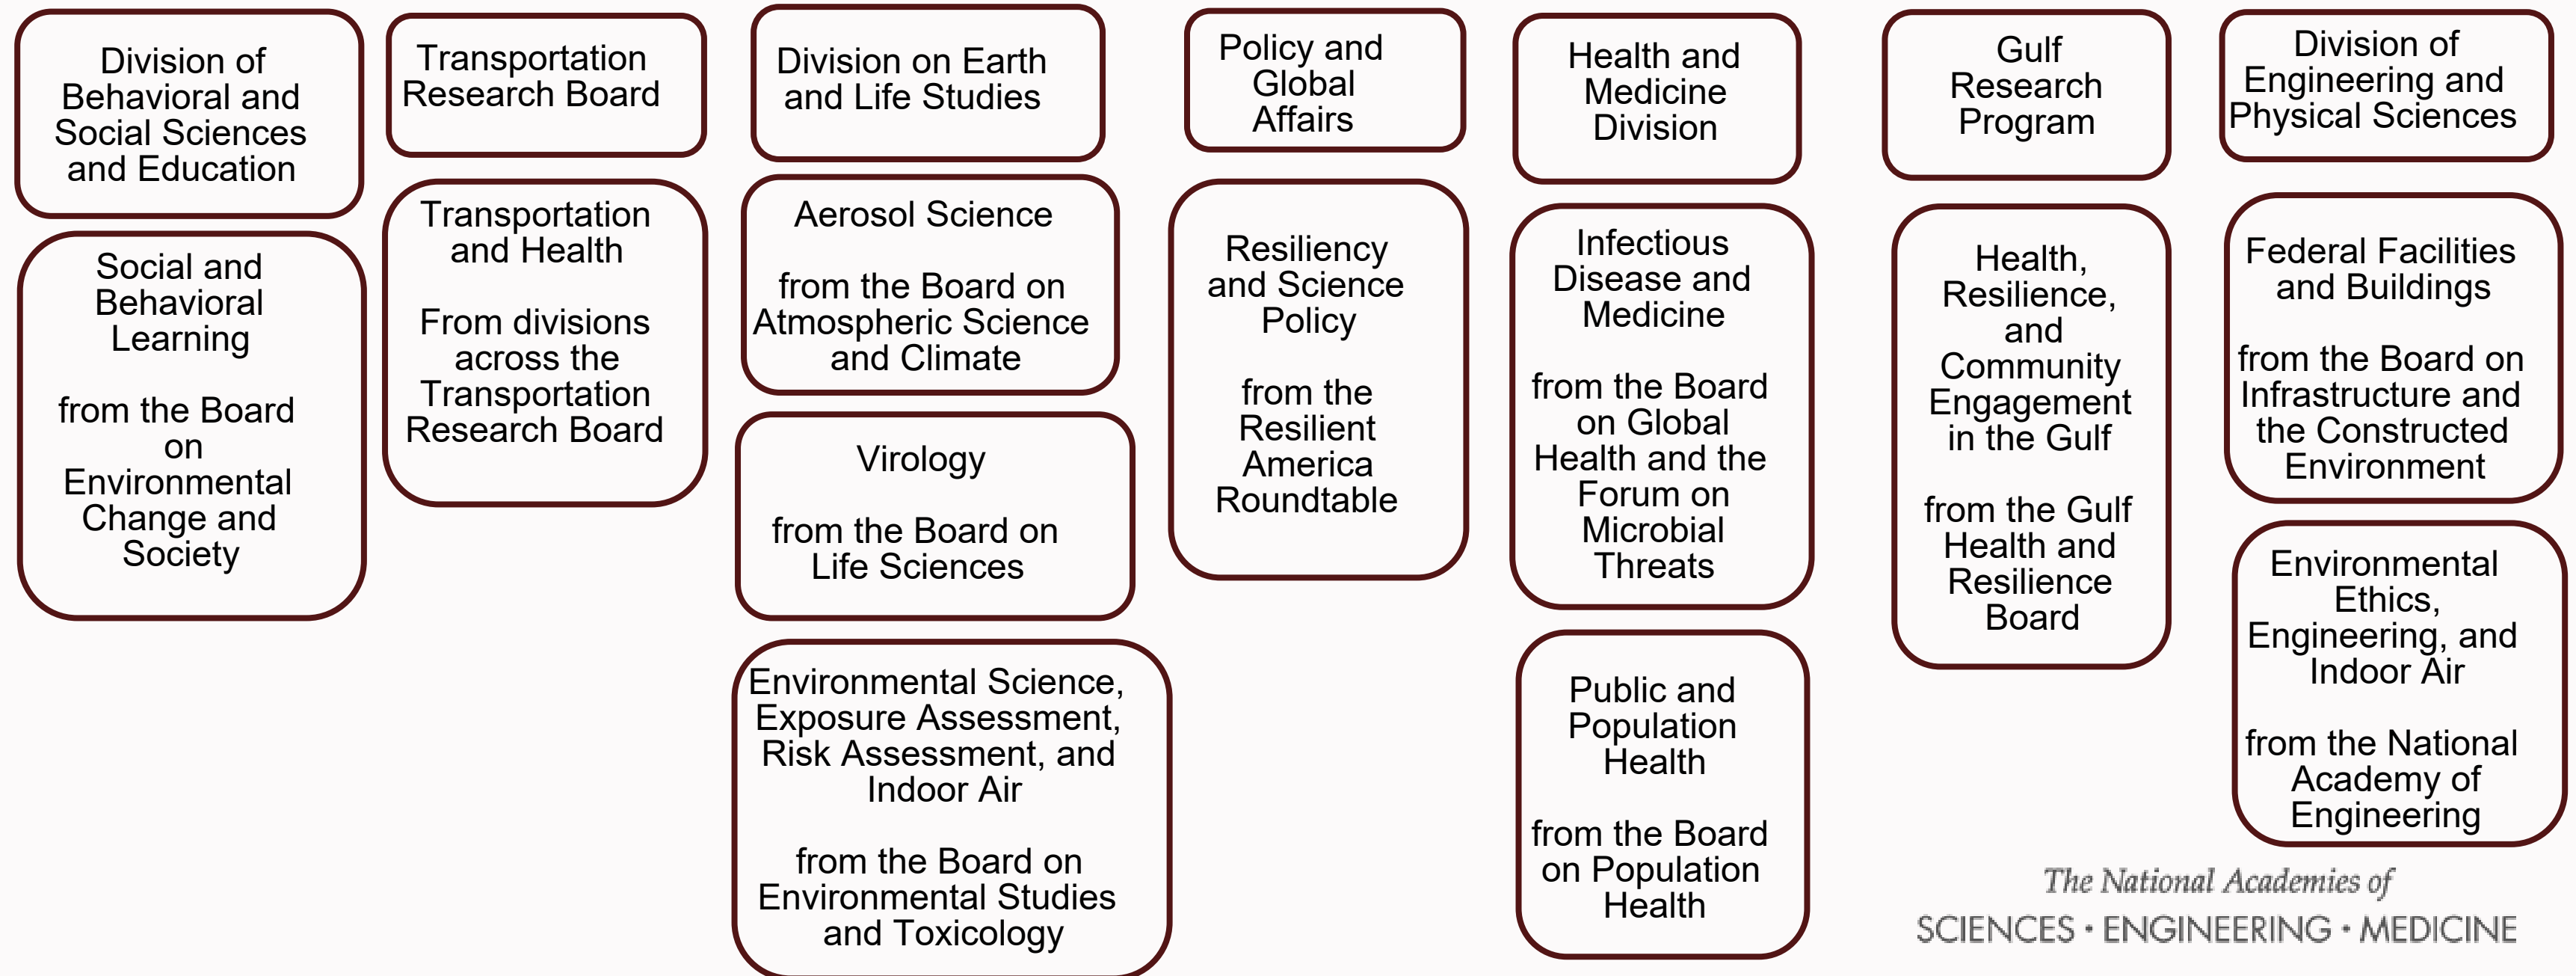 Division of
Behavioral and
Social Sciences
and Education
Social and
Behavioral
Learning
from the Board
on
Environmental
Change and
Society
Transportation
Research Board
Transportation
and Health
From divisions
across the
Transportation
Research Board
Division on Earth
and Life Studies
Aerosol Science
from the Board on
Atmospheric Science
and Climate
Virology
from the Board on
Life Sciences
Environmental Science,
Exposure Assessment,
Risk Assessment, and
Indoor Air
from the Board on
Environmental Studies
and Toxicology
Policy and
Global
Affairs
Resiliency
and Science
Policy
from the
Resilient
America
Roundtable
Health and
Medicine
Division
Infectious
Disease and
Medicine
from the Board
on Global
Health and the
Forum on
Microbial
Threats
Public and
Population
Health
from the Board
on Population
Health
Gulf
Research
Program
Health,
Resilience,
and
Community
Engagement
in the Gulf
from the Gulf
Health and
Resilience
Board
Division of
Engineering and
Physical Sciences
Federal Facilities
and Buildings
from the Board on
Infrastructure and
the Constructed
Environment
Environmental
Ethics,
Engineering, and
Indoor Air
from the National
Academy of
Engineering
The National Academies of
SCIENCES • ENGINEERING • MEDICINE